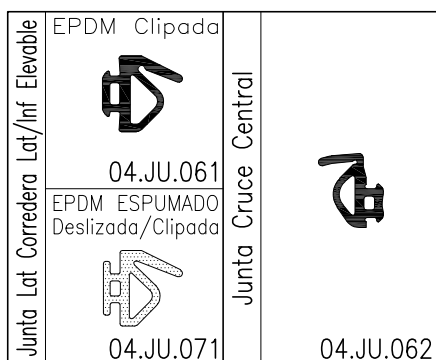 Junta Lat Corredera Lat/Inf Elevable
EPDM Clipada
04.JU.061
EPDM ESPUMADO
Deslizada/Clipada
04.JU.071
Junta Cruce Central
04.JU.062